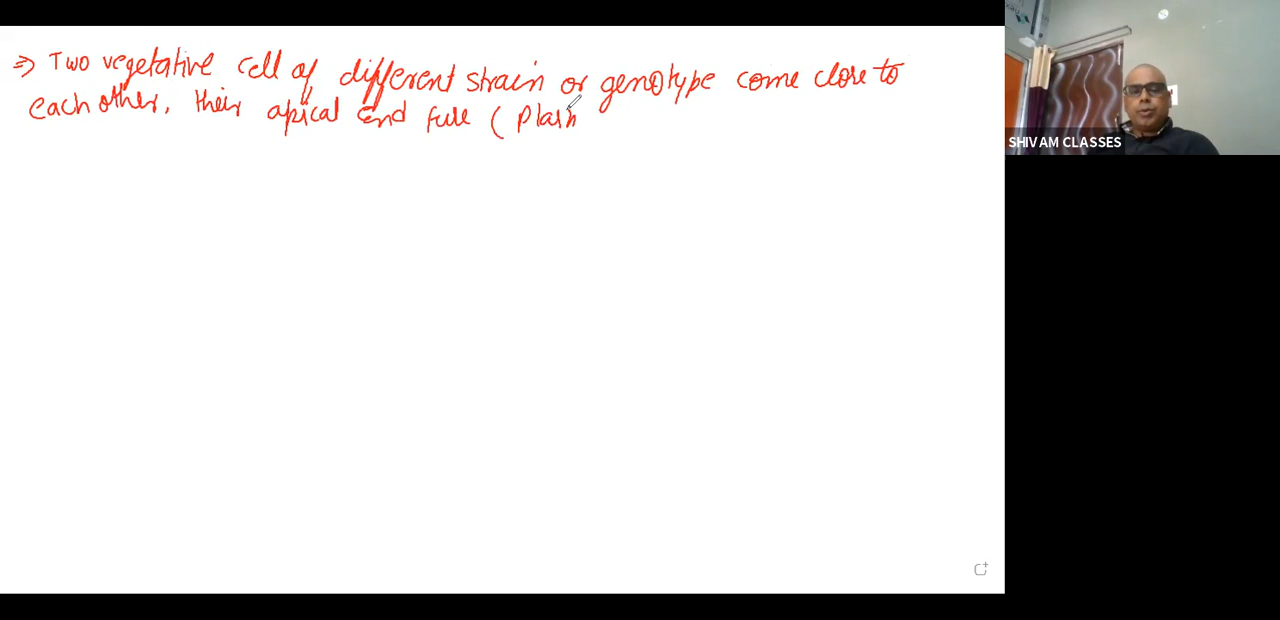 ⇒ Two vegetative cell of different strain or genotype come close to
each other, their apical end fuse ( Plasm
SHIVAM CLASSES